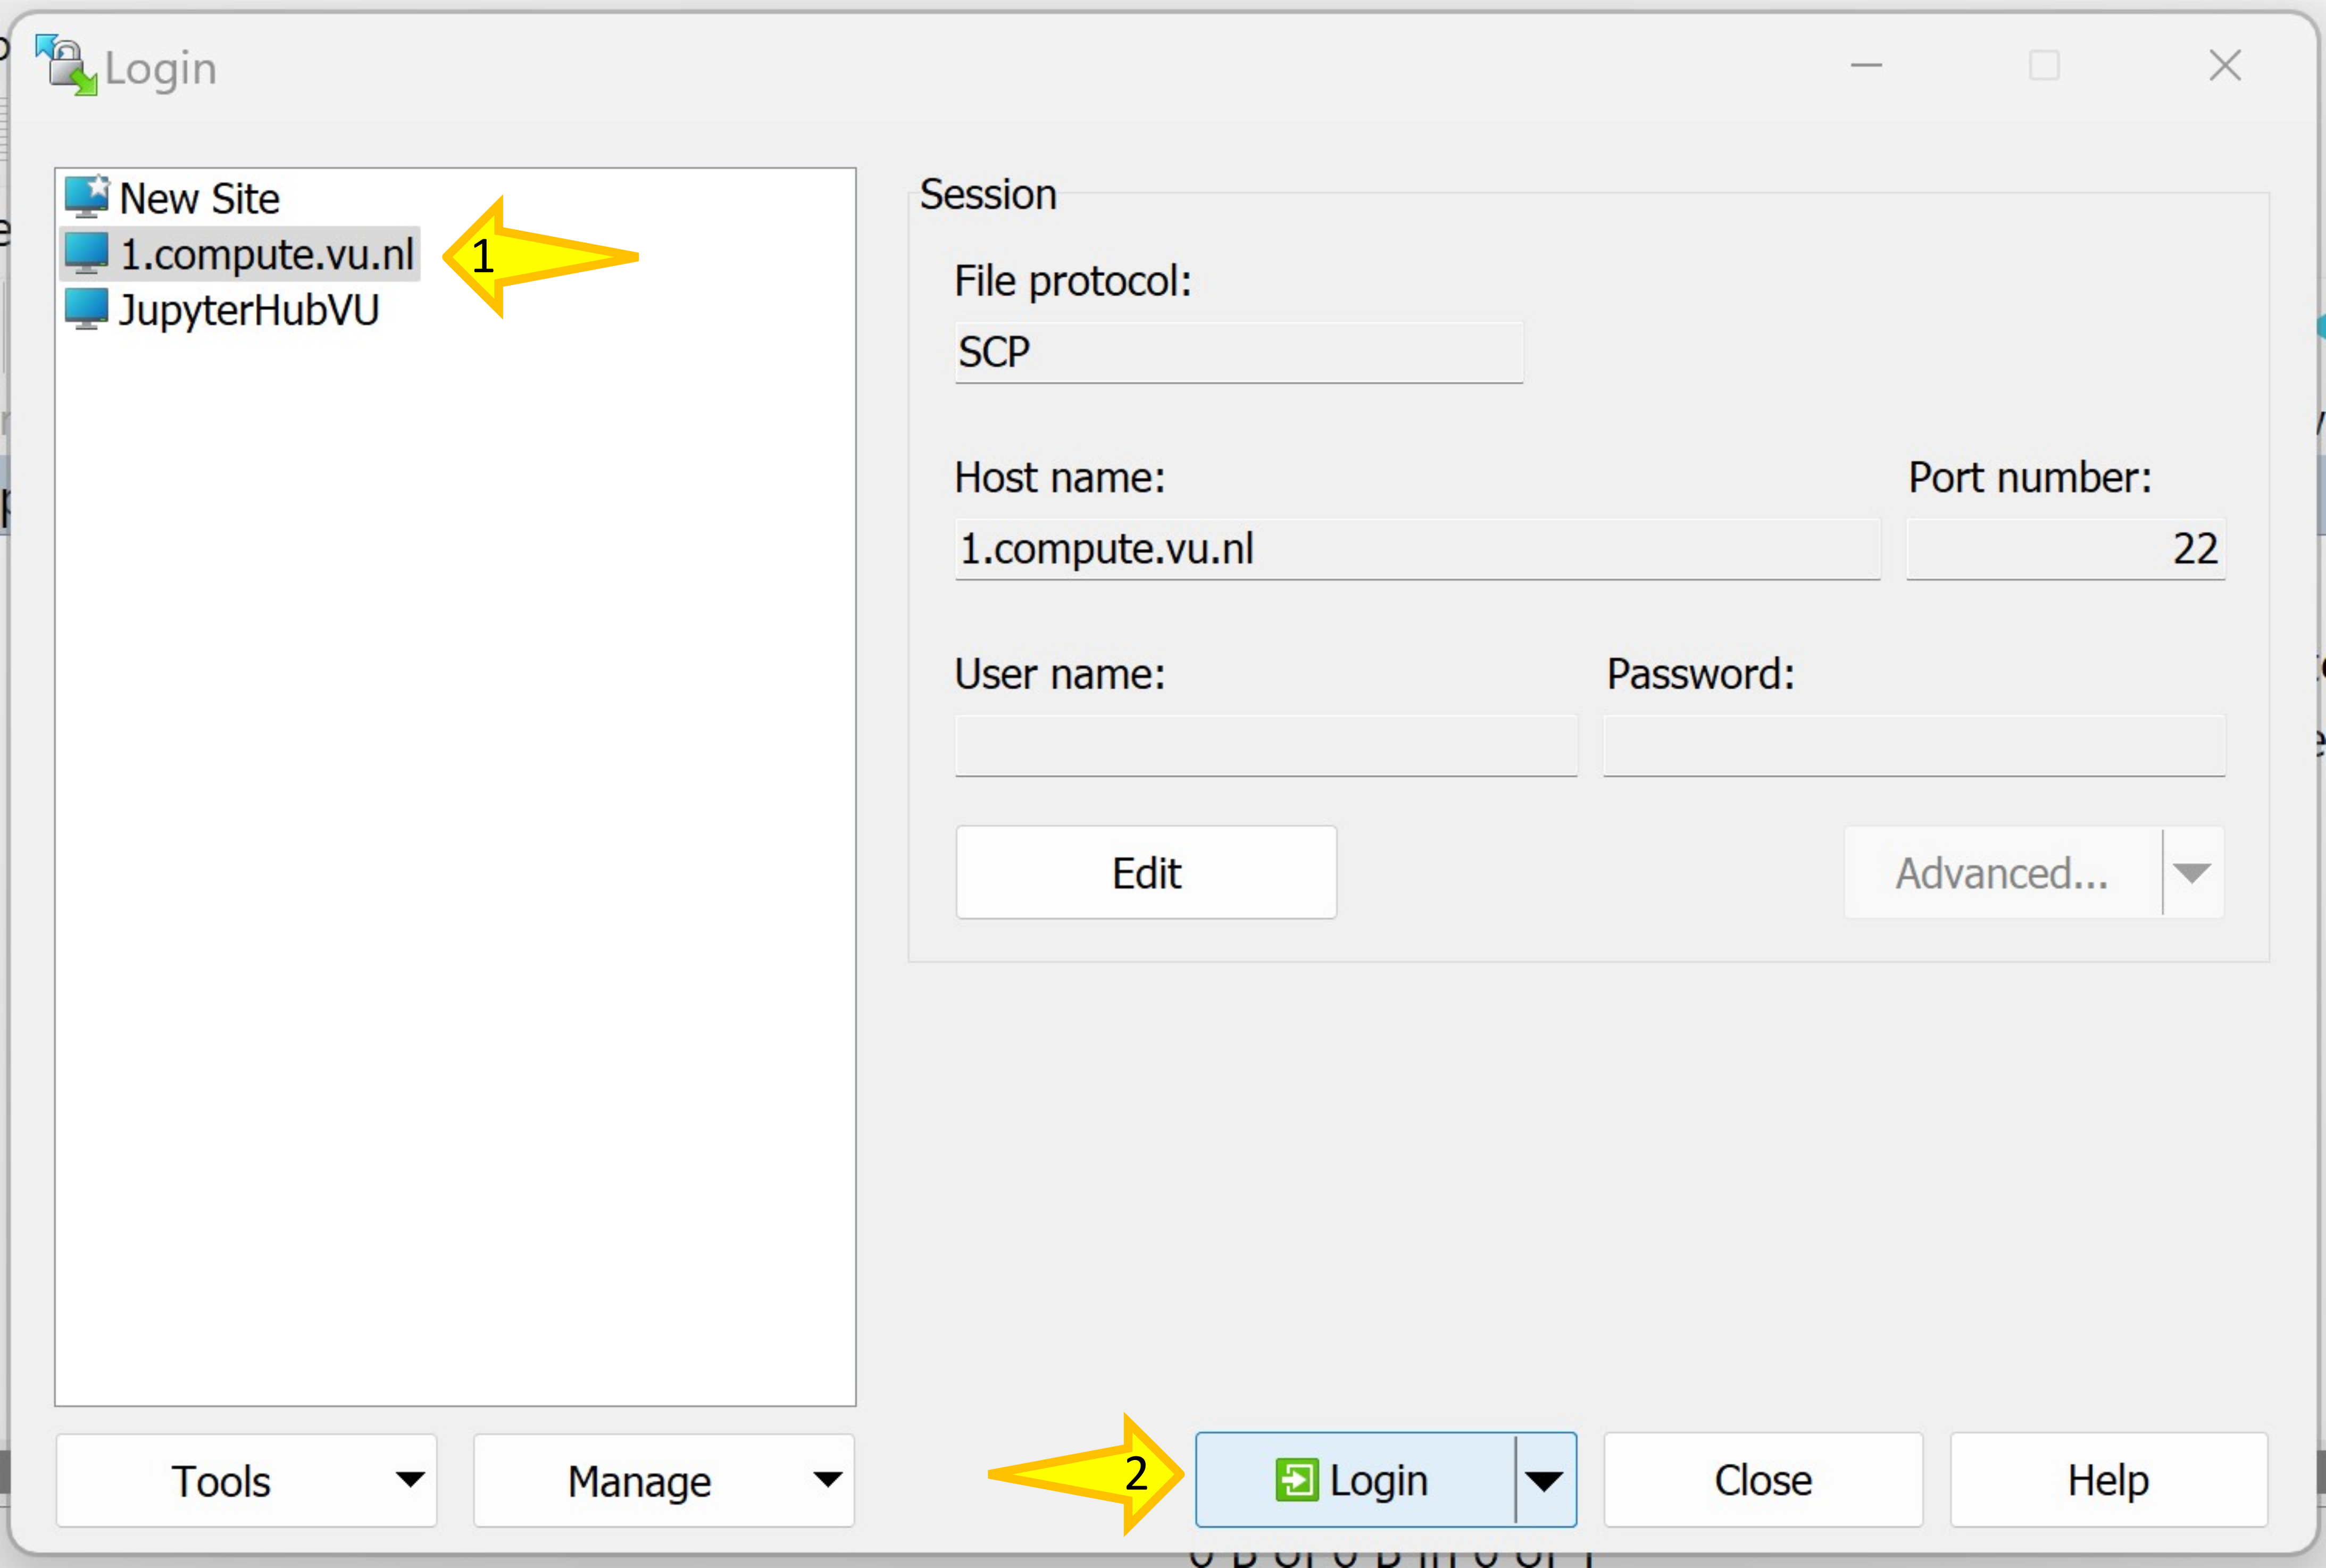 Login
New Site
1.compute.vu.nl
1
JupyterHubVU
Session
File protocol:
SCP
Host name:
Port number:
1.compute.vu.nl
22
User name:
Password:
Edit
Advanced...
Tools
Manage
2
Login
Close
Help